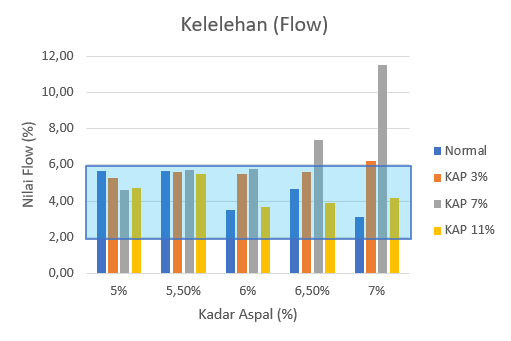 Kelelehan (Flow)
12,00
10,00
8,00
6,00
4,00
2,00
0,00
Nilai Flow (%)
5%
5,50%
6%
6,50%
7%
Kadar Aspal (%)
Normal
KAP 3%
KAP 7%
KAP 11%